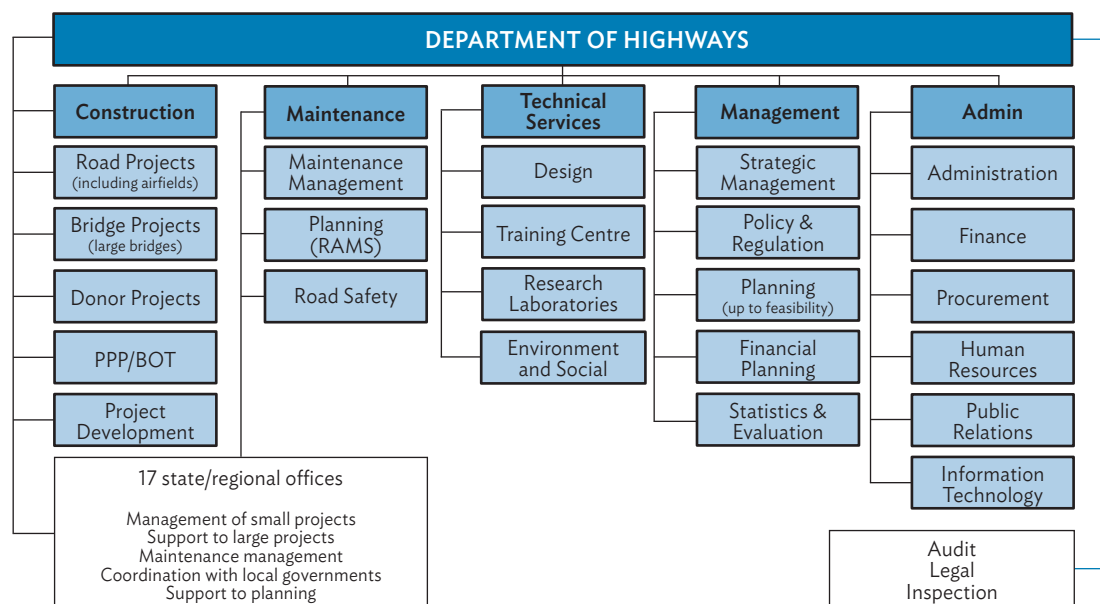 DEPARTMENT OF HIGHWAYS
Construction
Road Projects
(including airfields)
Bridge Projects
(large bridges)
Donor Projects
PPP/BOT
Project
Development
Maintenance
Maintenance
Management
Planning
(RAMS)
Road Safety
Technical
Services
Design
Training Centre
Research
Laboratories
Environment
and Social
Management
Strategic
Management
Policy &
Regulation
Planning
(up to feasibility)
Financial
Planning
Statistics &
Evaluation
Admin
Administration
Finance
Procurement
Human
Resources
Public
Relations
Information
Technology
17 state/regional offices
Management of small projects
Support to large projects
Maintenance management
Coordination with local governments
Support to planning
Audit
Legal
Inspection